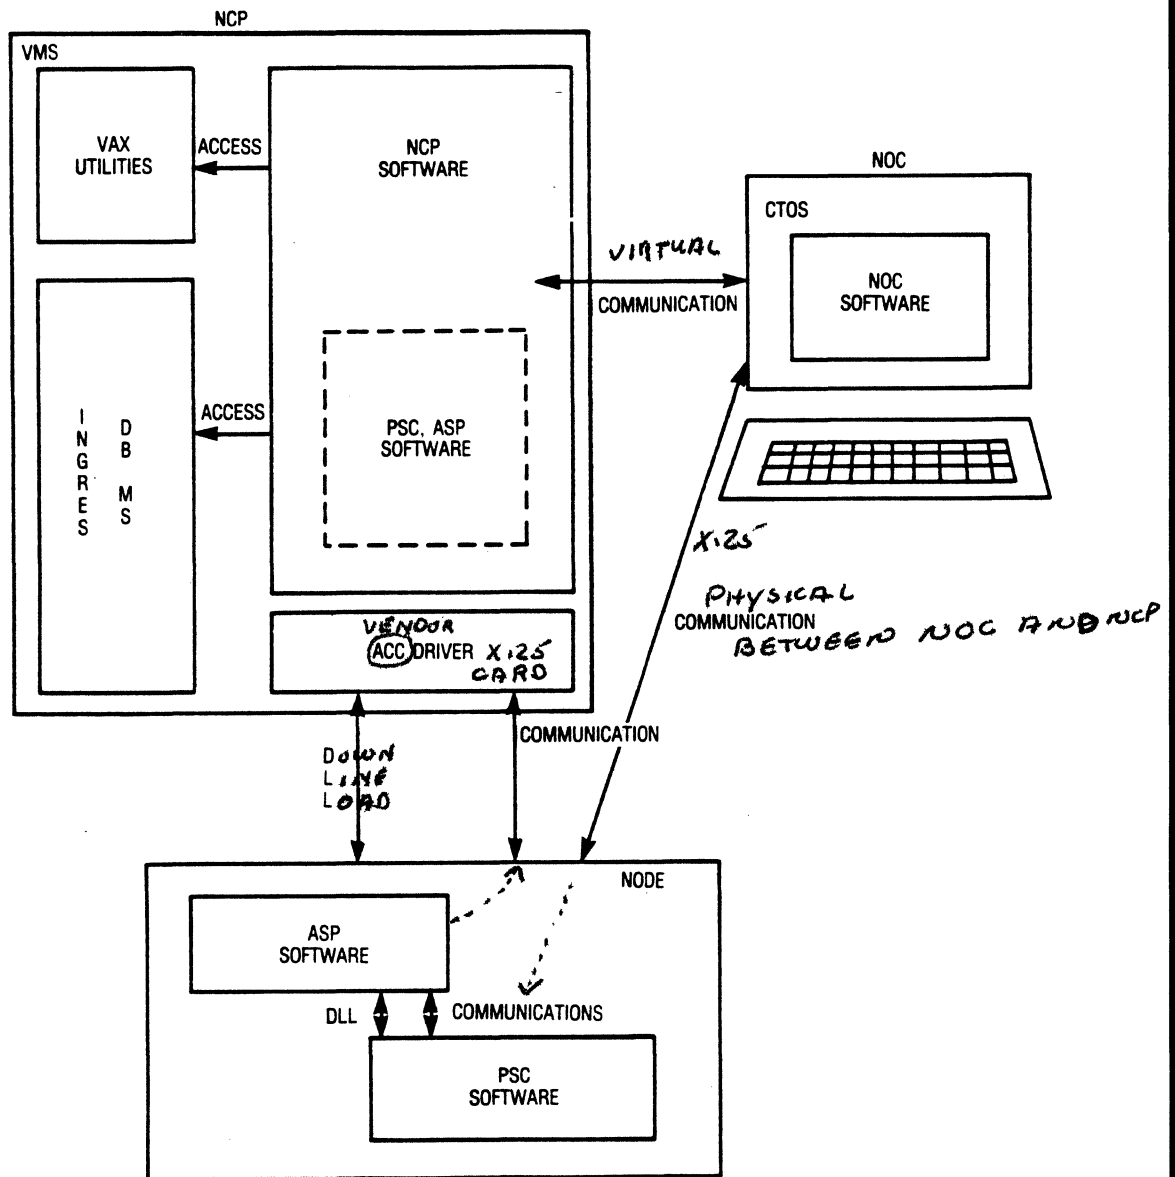 NCP
VMS
VAX
UTILITIES
ACCESS
NCP
SOFTWARE
NOC
CTOS
NOC
SOFTWARE
VIRTUAL
COMMUNICATION
INGRES
DB MS
ACCESS
PSC, ASP
SOFTWARE
X.25
PHYSICAL
COMMUNICATION
BETWEEN NOC AND NCP
VENDOR
ACC DRIVER X.25
CARD
DOWN
LINE
LOAD
COMMUNICATION
NODE
ASP
SOFTWARE
DLL
COMMUNICATIONS
PSC
SOFTWARE